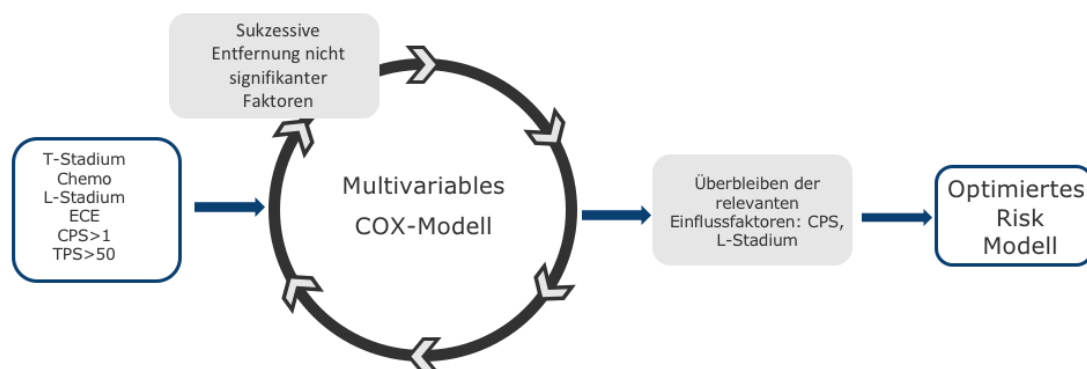 Sukzessive
Entfernung nicht
signifikanter
Faktoren
T-Stadium
Chemo
L-Stadium
ECE
CPS>1
TPS>50
Multivariables
COX-Modell
Überbleiben der
relevanten
Einflussfaktoren: CPS,
L-Stadium
Optimiertes
Risk
Modell